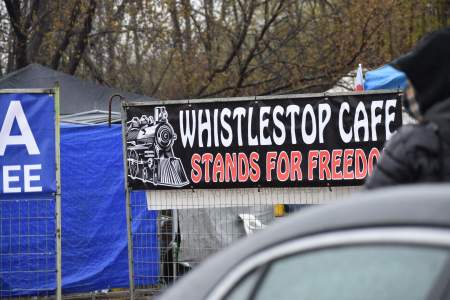 A
EE
WHISTLESTOP CAFE
STANDS FOR FREEDO